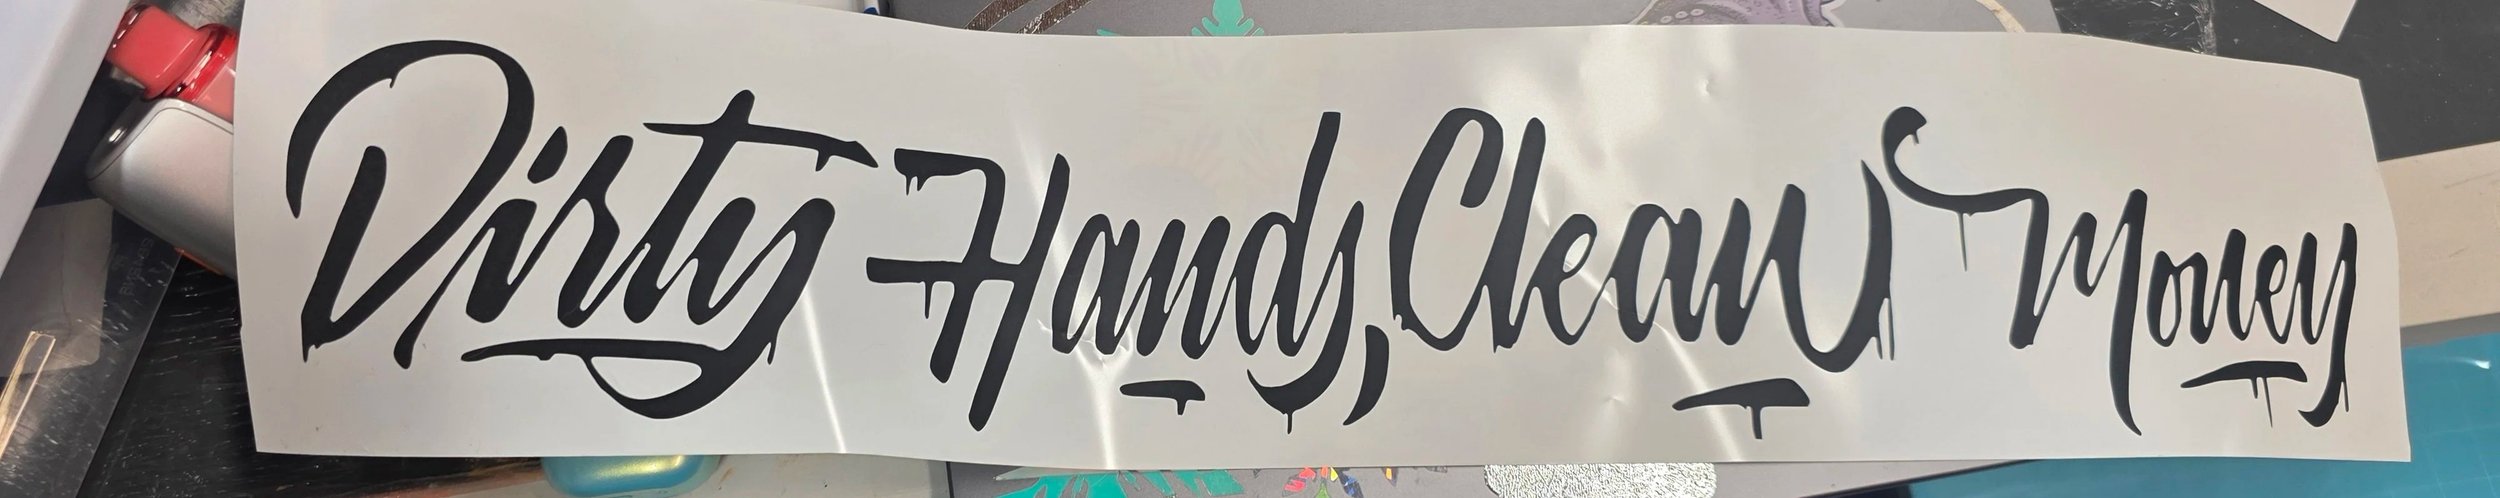 Dirty Hands, Clean Money